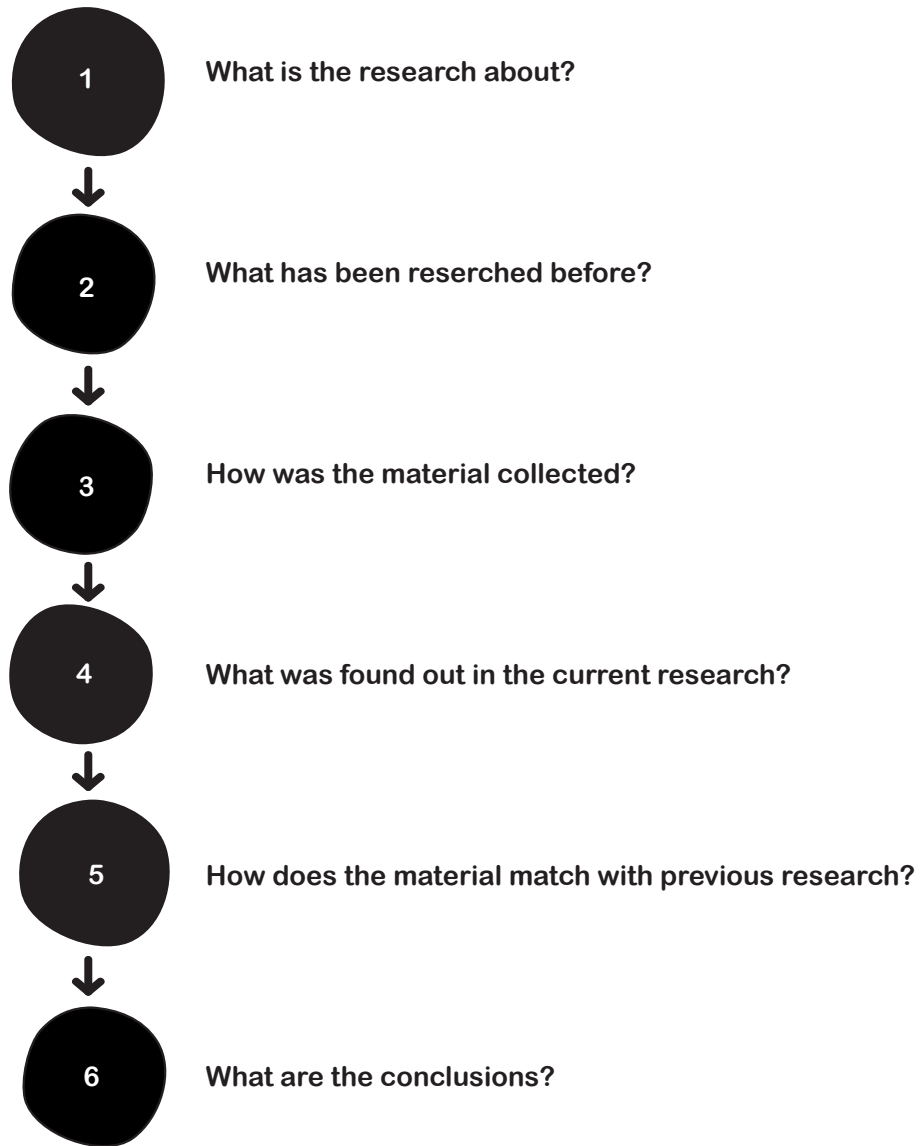 1
What is the research about?
2
What has been reserched before?
3
How was the material collected?
4
What was found out in the current research?
5
How does the material match with previous research?
6
What are the conclusions?